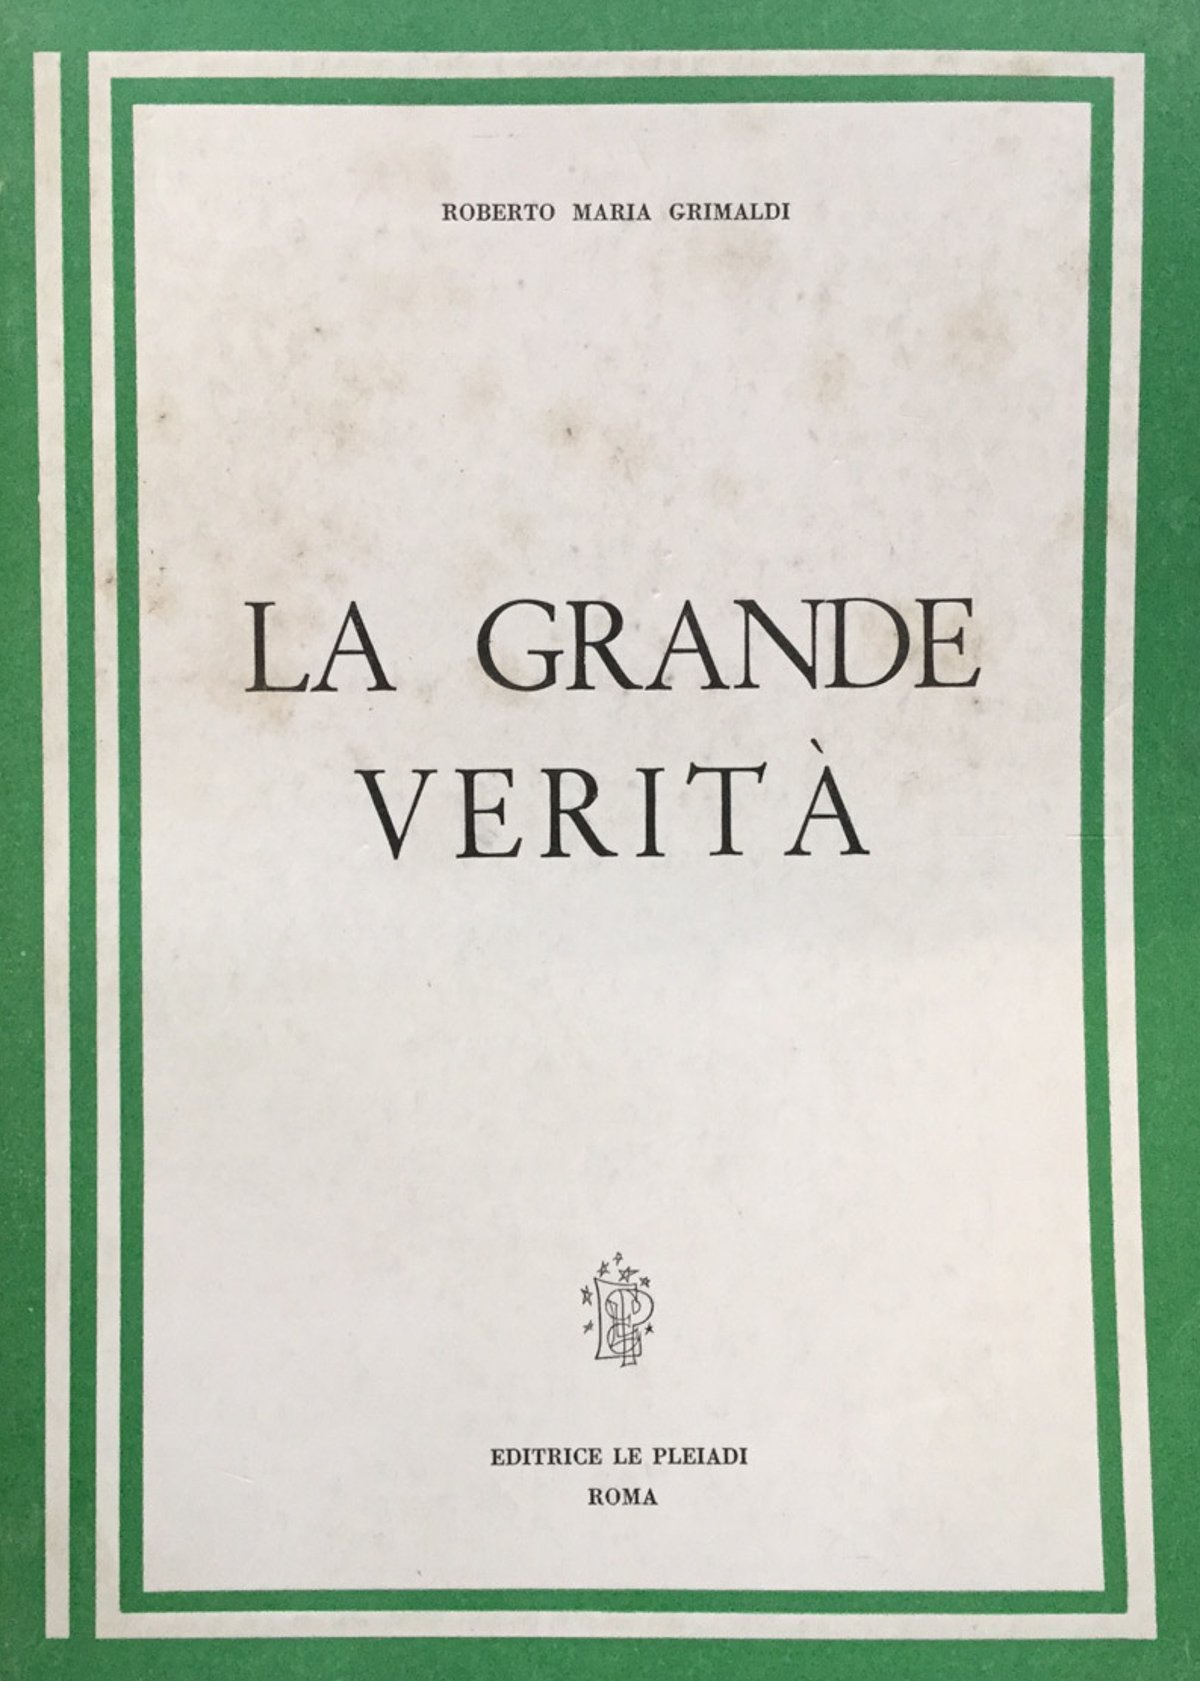 ROBERTO MARIA GRIMALDI
LA GRANDE
VERITÀ
EDITRICE LE PLEIADI
ROMA